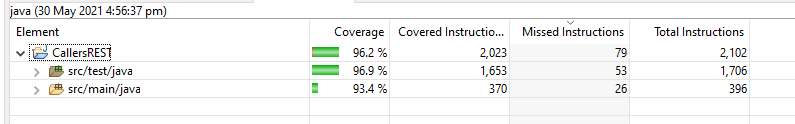 java (30 May 2021 4:56:37 pm)
Element Coverage Covered Instructio... Missed Instructions Total Instructions
CallersREST 96.2 % 2,023 79 2,102
src/test/java 96.9 % 1,653 53 1,706
src/main/java 93.4 % 370 26 396